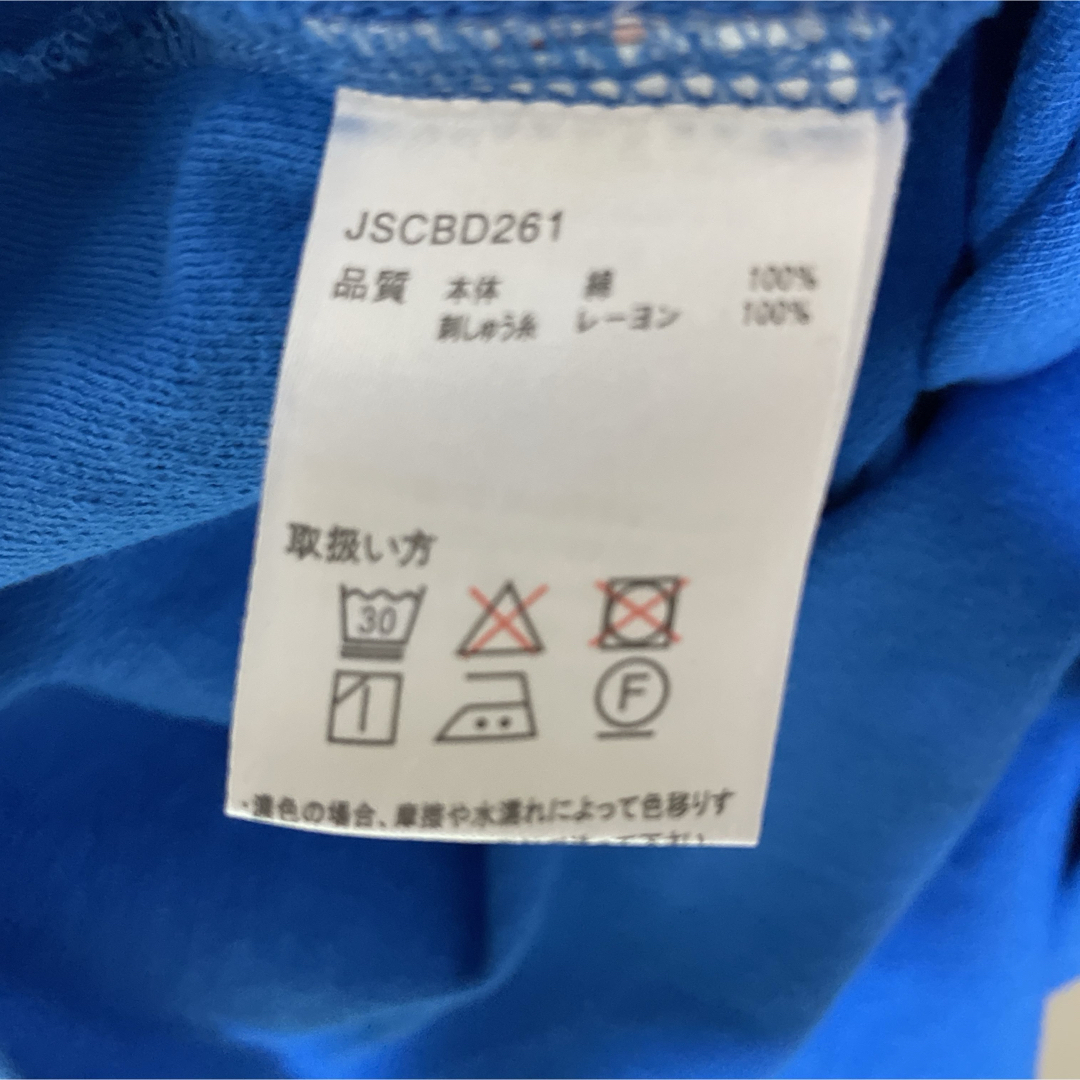 JSCBD261
品質 本体 綿 100%
刺しゅう糸 レーヨン 100%
取扱い方
30
F
・濃色の場合、摩擦や水濡れによって色移りす